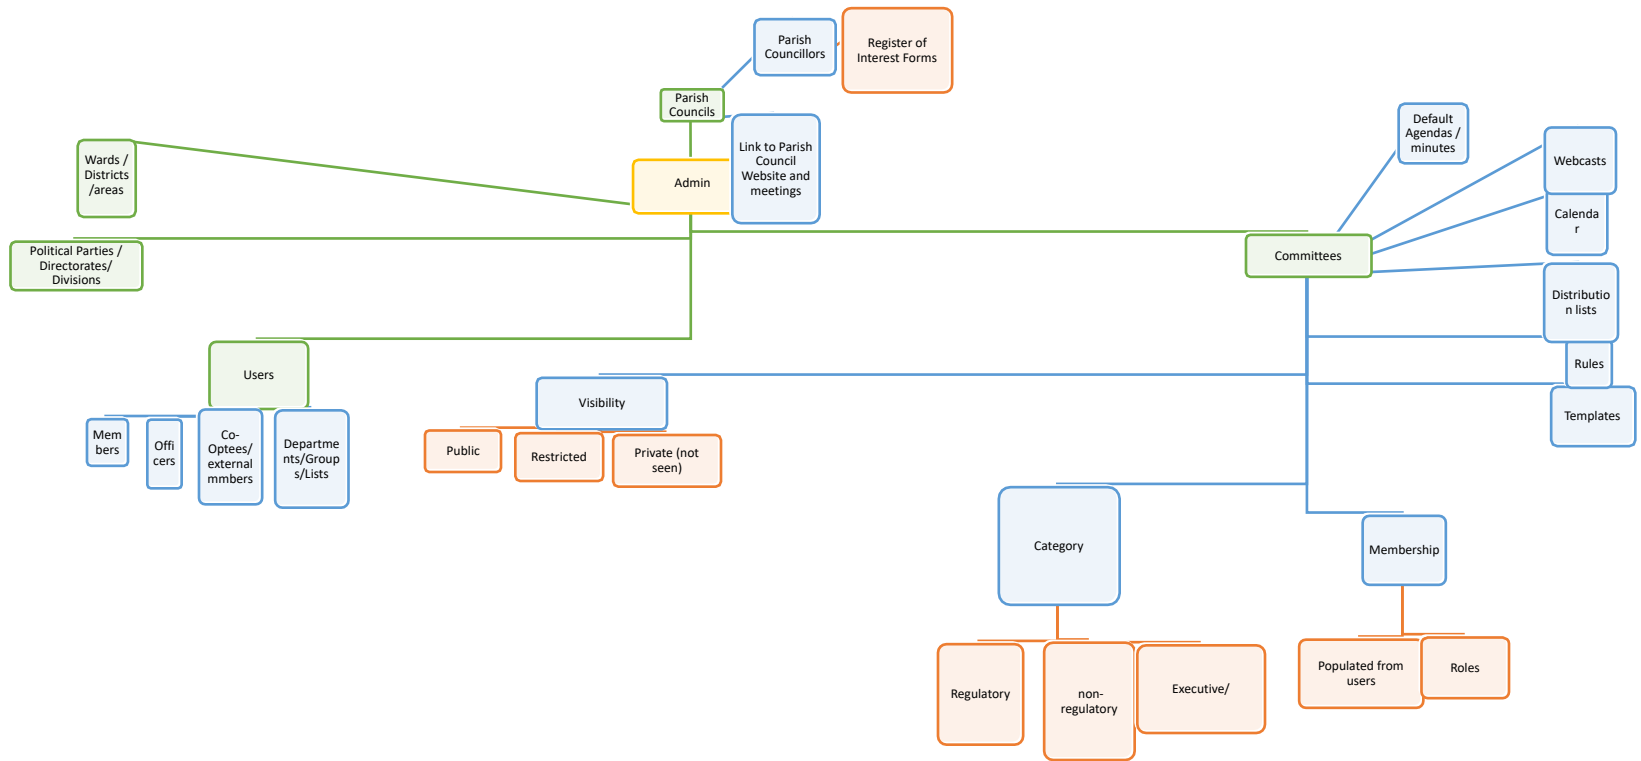 Parish
Councillors
Register of
Interest Forms
Parish
Councils
Link to Parish
Council
Website and
meetings
Admin
Wards /
Districts
/areas
Political Parties /
Directorates/
Divisions
Default
Agendas /
minutes
Webcasts
Calenda
r
Committees
Distributio
n lists
Rules
Templates
Users
Mem
bers
Offi
cers
Co-
Optees/
external
mmbers
Departme
nts/Group
s/Lists
Visibility
Public
Restricted
Private (not
seen)
Category
Membership
Regulatory
non-
regulatory
Executive/
Populated from
users
Roles